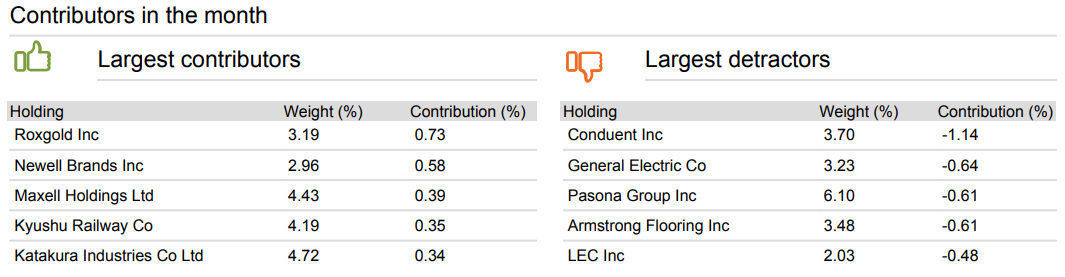 Contributors in the month
Largest contributors
Holding Weight (%) Contribution (%)
Roxgold Inc 3.19 0.73
Newell Brands Inc 2.96 0.58
Maxell Holdings Ltd 4.43 0.39
Kyushu Railway Co 4.19 0.35
Katakura Industries Co Ltd 4.72 0.34
Largest detractors
Holding Weight (%) Contribution (%)
Conduent Inc 3.70 -1.14
General Electric Co 3.23 -0.64
Pasona Group Inc 6.10 -0.61
Armstrong Flooring Inc 3.48 -0.61
LEC Inc 2.03 -0.48